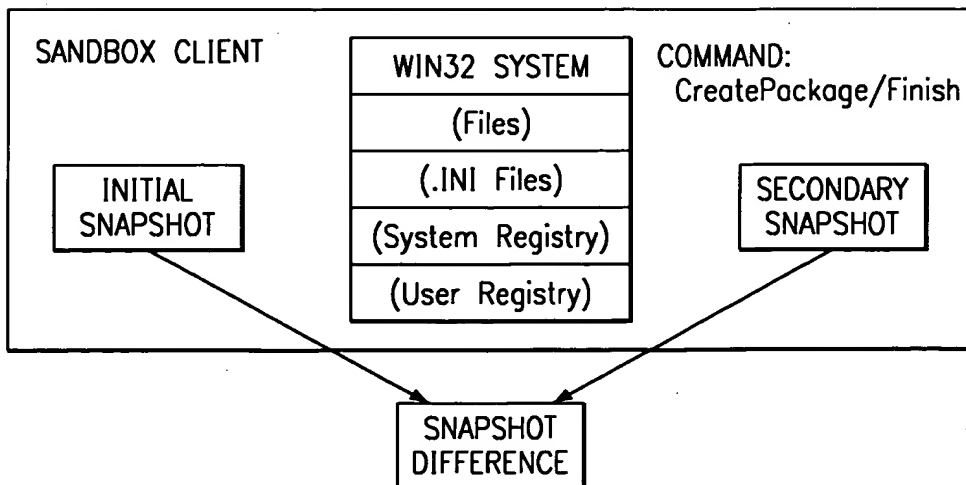 SANDBOX CLIENT
WIN32 SYSTEM
(Files)
(.INI Files)
(System Registry)
(User Registry)
COMMAND:
CreatePackage/Finish
INITIAL
SNAPSHOT
SECONDARY
SNAPSHOT
SNAPSHOT
DIFFERENCE